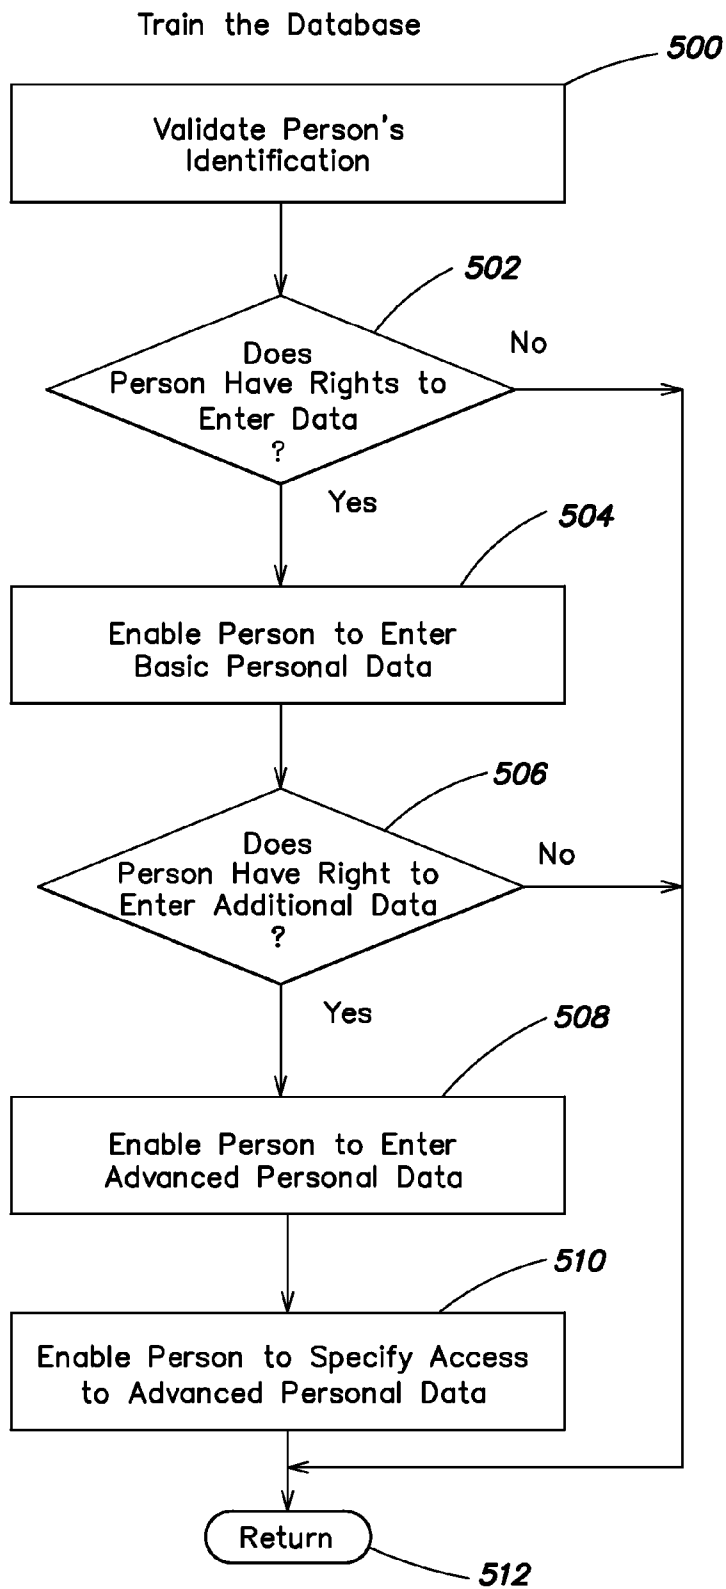 Train the Database
500
Validate Person's
Identification
502
Does
Person Have Rights to
Enter Data
?
No
Yes
504
Enable Person to Enter
Basic Personal Data
506
Does
Person Have Right to
Enter Additional Data
?
No
Yes
508
Enable Person to Enter
Advanced Personal Data
510
Enable Person to Specify Access
to Advanced Personal Data
Return
512